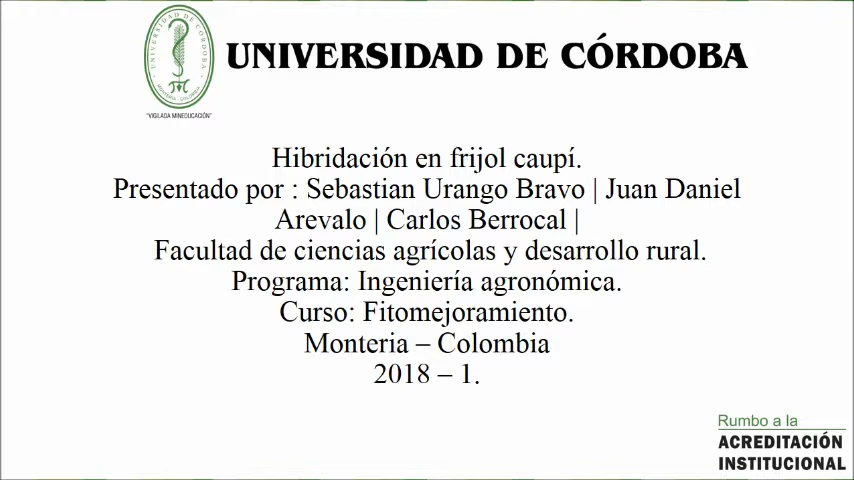 UNIVERSIDAD DE CÓRDOBA
"VIGILADA MINEDUCACIÓN"
Hibridación en frijol caupí.
Presentado por : Sebastian Urango Bravo | Juan Daniel
Arevalo | Carlos Berrocal |
Facultad de ciencias agrícolas y desarrollo rural.
Programa: Ingeniería agronómica.
Curso: Fitomejoramiento.
Monteria – Colombia
2018 – 1.
Rumbo a la
ACREDITACIÓN
INSTITUCIONAL